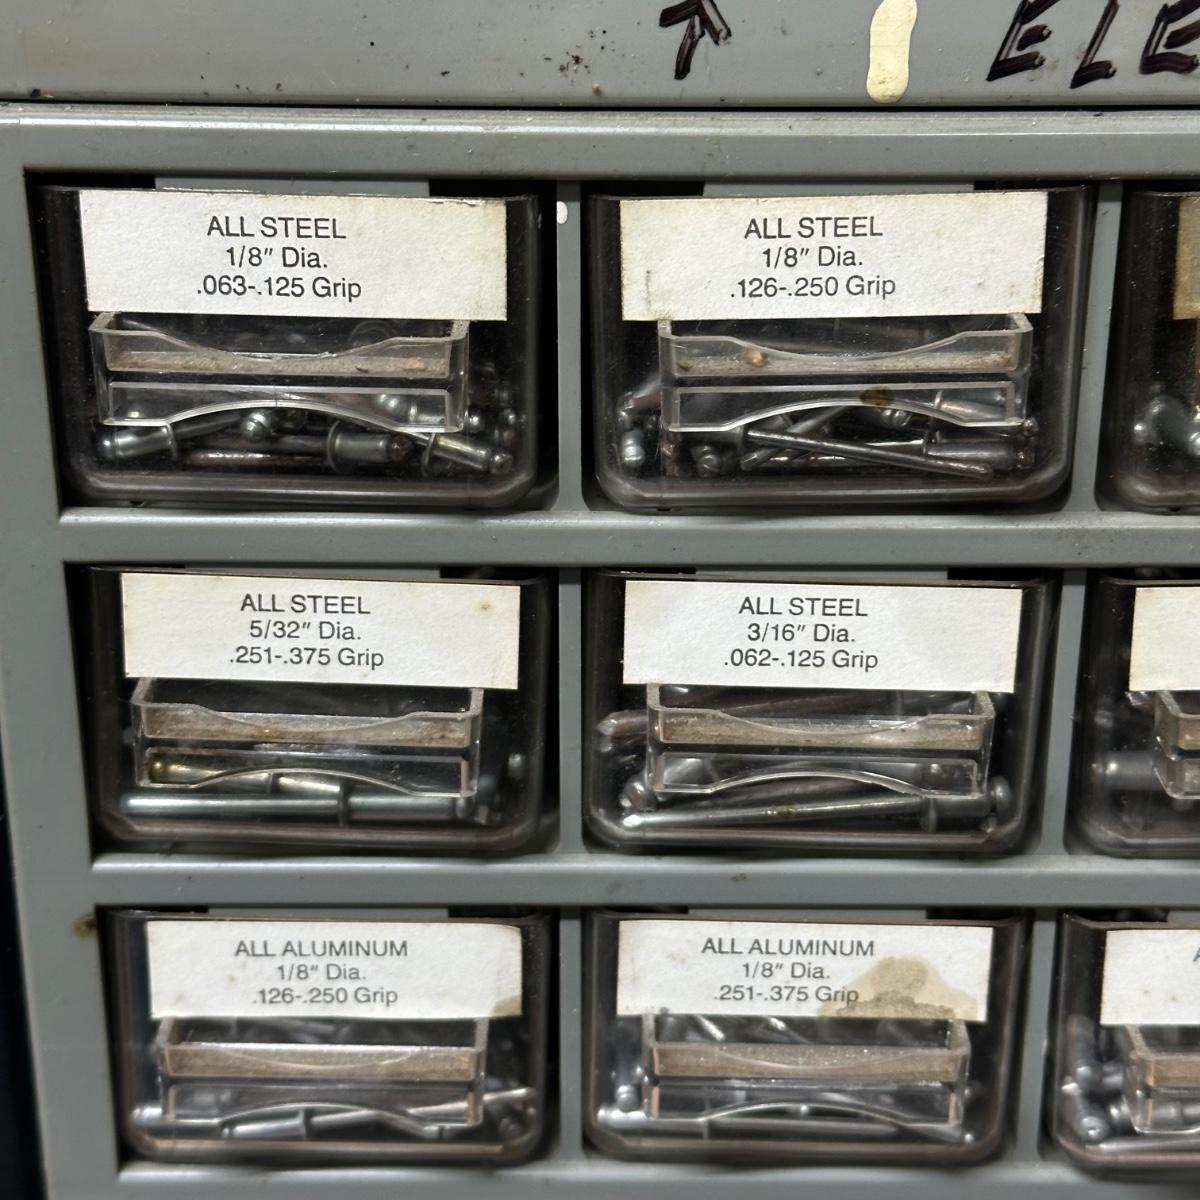 ↑ ELE
ALL STEEL
1/8" Dia.
.063-.125 Grip
ALL STEEL
1/8" Dia.
.126-.250 Grip
ALL STEEL
5/32" Dia.
.251-.375 Grip
ALL STEEL
3/16" Dia.
.062-.125 Grip
ALL ALUMINUM
1/8" Dia.
.126-.250 Grip
ALL ALUMINUM
1/8" Dia.
.251-.375 Grip